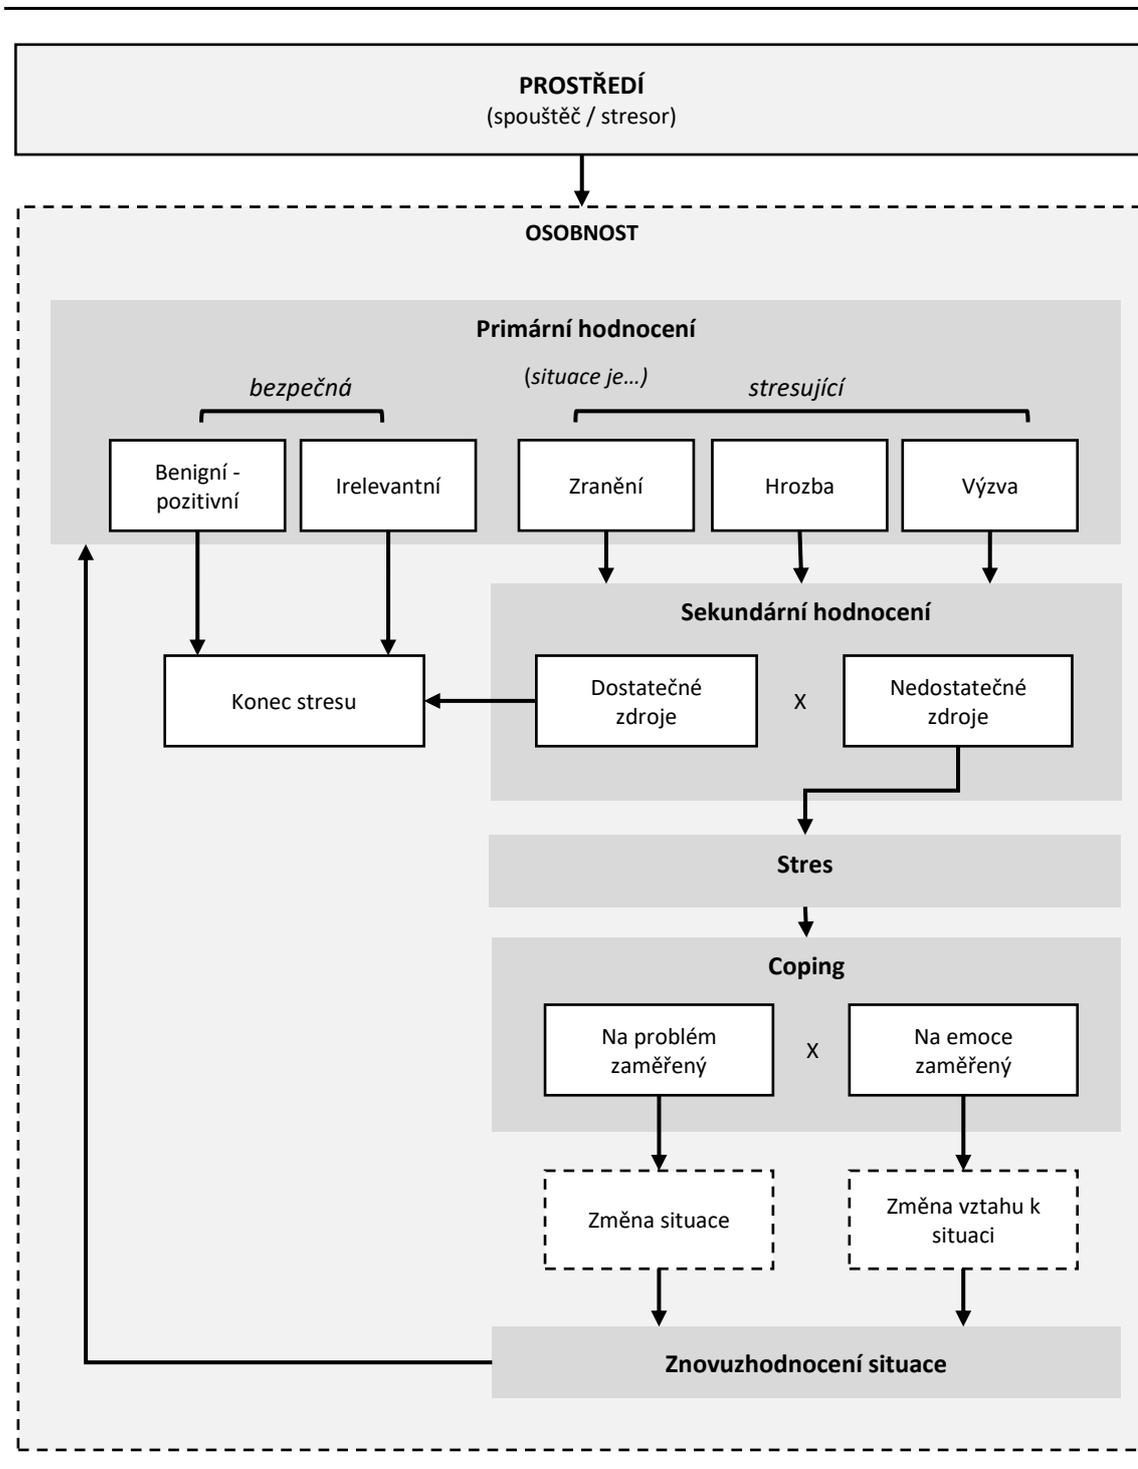 PROSTŘEDÍ
(spouštěč / stresor)
OSOBNOST
Primární hodnocení
(situace je…)
bezpečná
stresující
Benigní -
pozitivní
Irelevantní
Zranění
Hrozba
Výzva
Sekundární hodnocení
Konec stresu
Dostatečné
zdroje
X
Nedostatečné
zdroje
Stres
Coping
Na problém
zaměřený
X
Na emoce
zaměřený
Změna situace
Změna vztahu k
situaci
Znovuzhodnocení situace